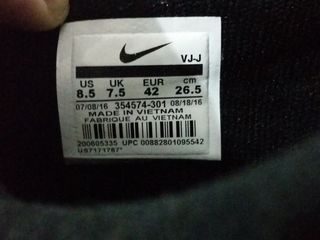 VJ-J
US UK EUR cm
8.5 7.5 42 26.5
07/08/16 354574-301 08/18/16
MADE IN VIETNAM
FABRIQUE AU VIETNAM
200605335 UPC 00882801095542